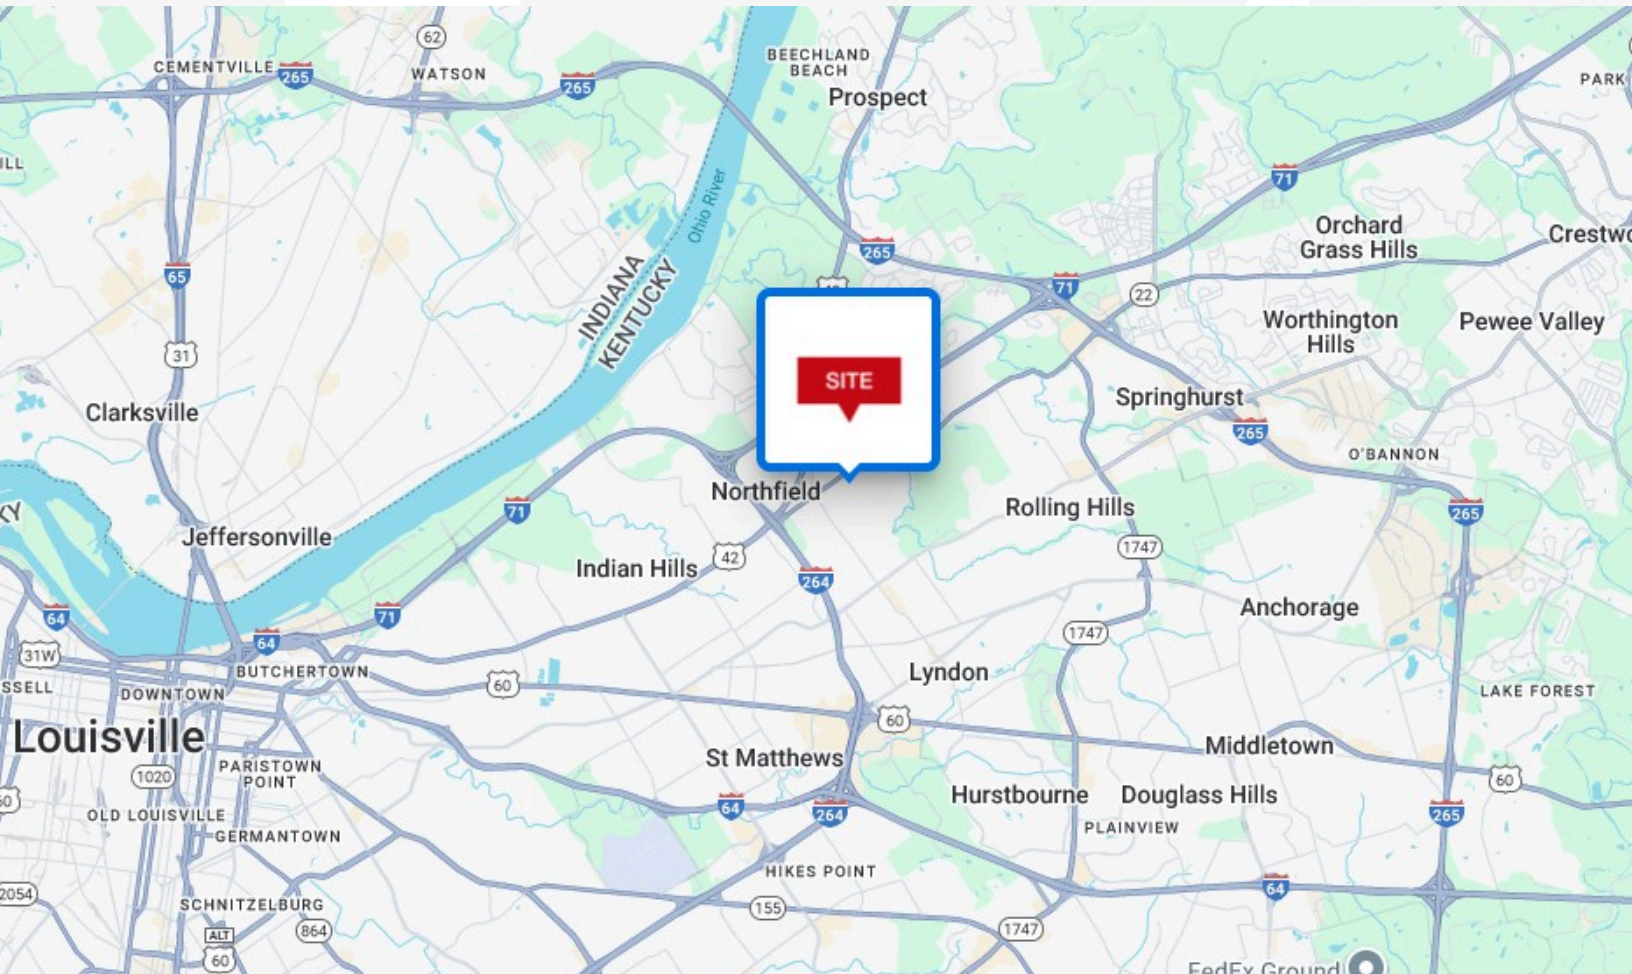 62
CEMENTVILLE
265
WATSON
265
BEECHLAND
BEACH
Prospect
PARK
ILL
71
Ohio River
Orchard
Grass Hills
Crestwo
265
65
INDIANA
KENTUCKY
71
22
Worthington
Hills
Pewee Valley
31
SITE
Springhurst
Clarksville
265
O'BANNON
Northfield
KY
71
Rolling Hills
265
Jeffersonville
1747
42
Indian Hills
264
Anchorage
64
71
64
1747
31W
BUTCHERTOWN
SSELL
DOWNTOWN
60
Lyndon
LAKE FOREST
60
Louisville
St Matthews
Middletown
PARISTOWN
POINT
1020
60
60
Hurstbourne
Douglass Hills
OLD LOUISVILLE
64
264
265
PLAINVIEW
GERMANTOWN
HIKES POINT
64
2054
SCHNITZELBURG
155
864
1747
ALT
60
FedEx Ground